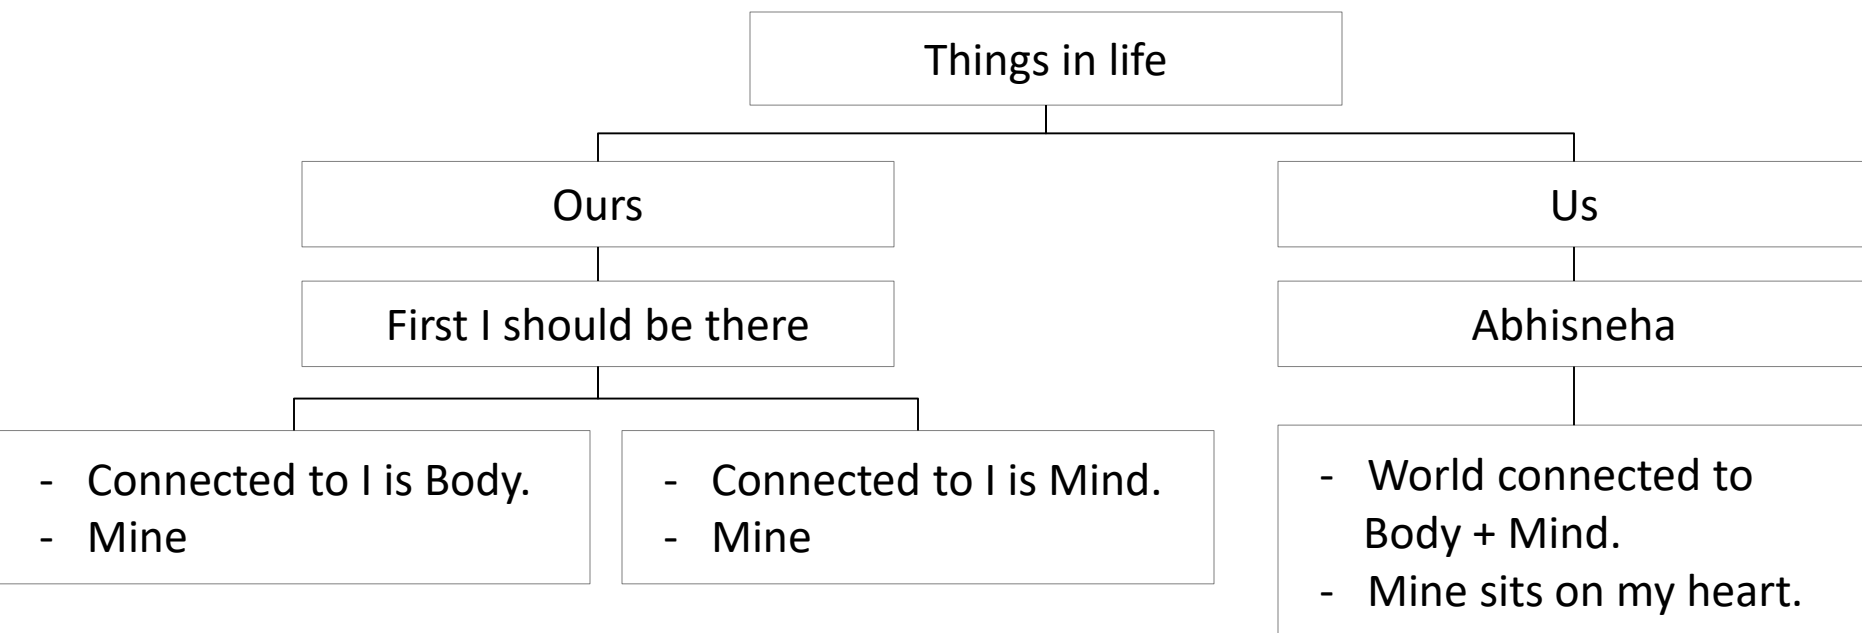 Things in life
Ours
Us
First I should be there
Abhisneha
- Connected to I is Body.
- Mine
- Connected to I is Mind.
- Mine
- World connected to
Body + Mind.
- Mine sits on my heart.